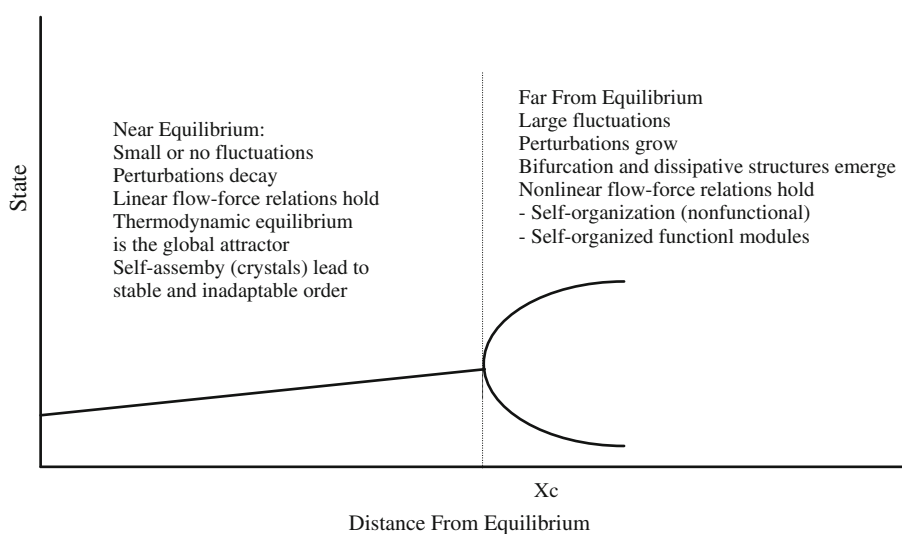 State
Near Equilibrium:
Small or no fluctuations
Perturbations decay
Linear flow-force relations hold
Thermodynamic equilibrium
is the global attractor
Self-assemby (crystals) lead to
stable and inadaptable order
Far From Equilibrium
Large fluctuations
Perturbations grow
Bifurcation and dissipative structures emerge
Nonlinear flow-force relations hold
- Self-organization (nonfunctional)
- Self-organized functionl modules
Xc
Distance From Equilibrium